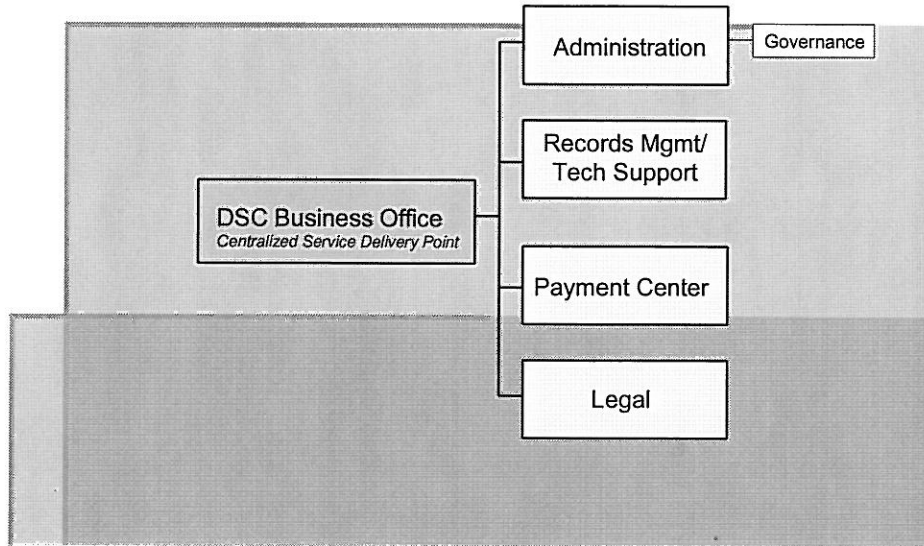 Administration
Governance
Records Mgmt/
Tech Support
DSC Business Office
Centralized Service Delivery Point
Payment Center
Legal